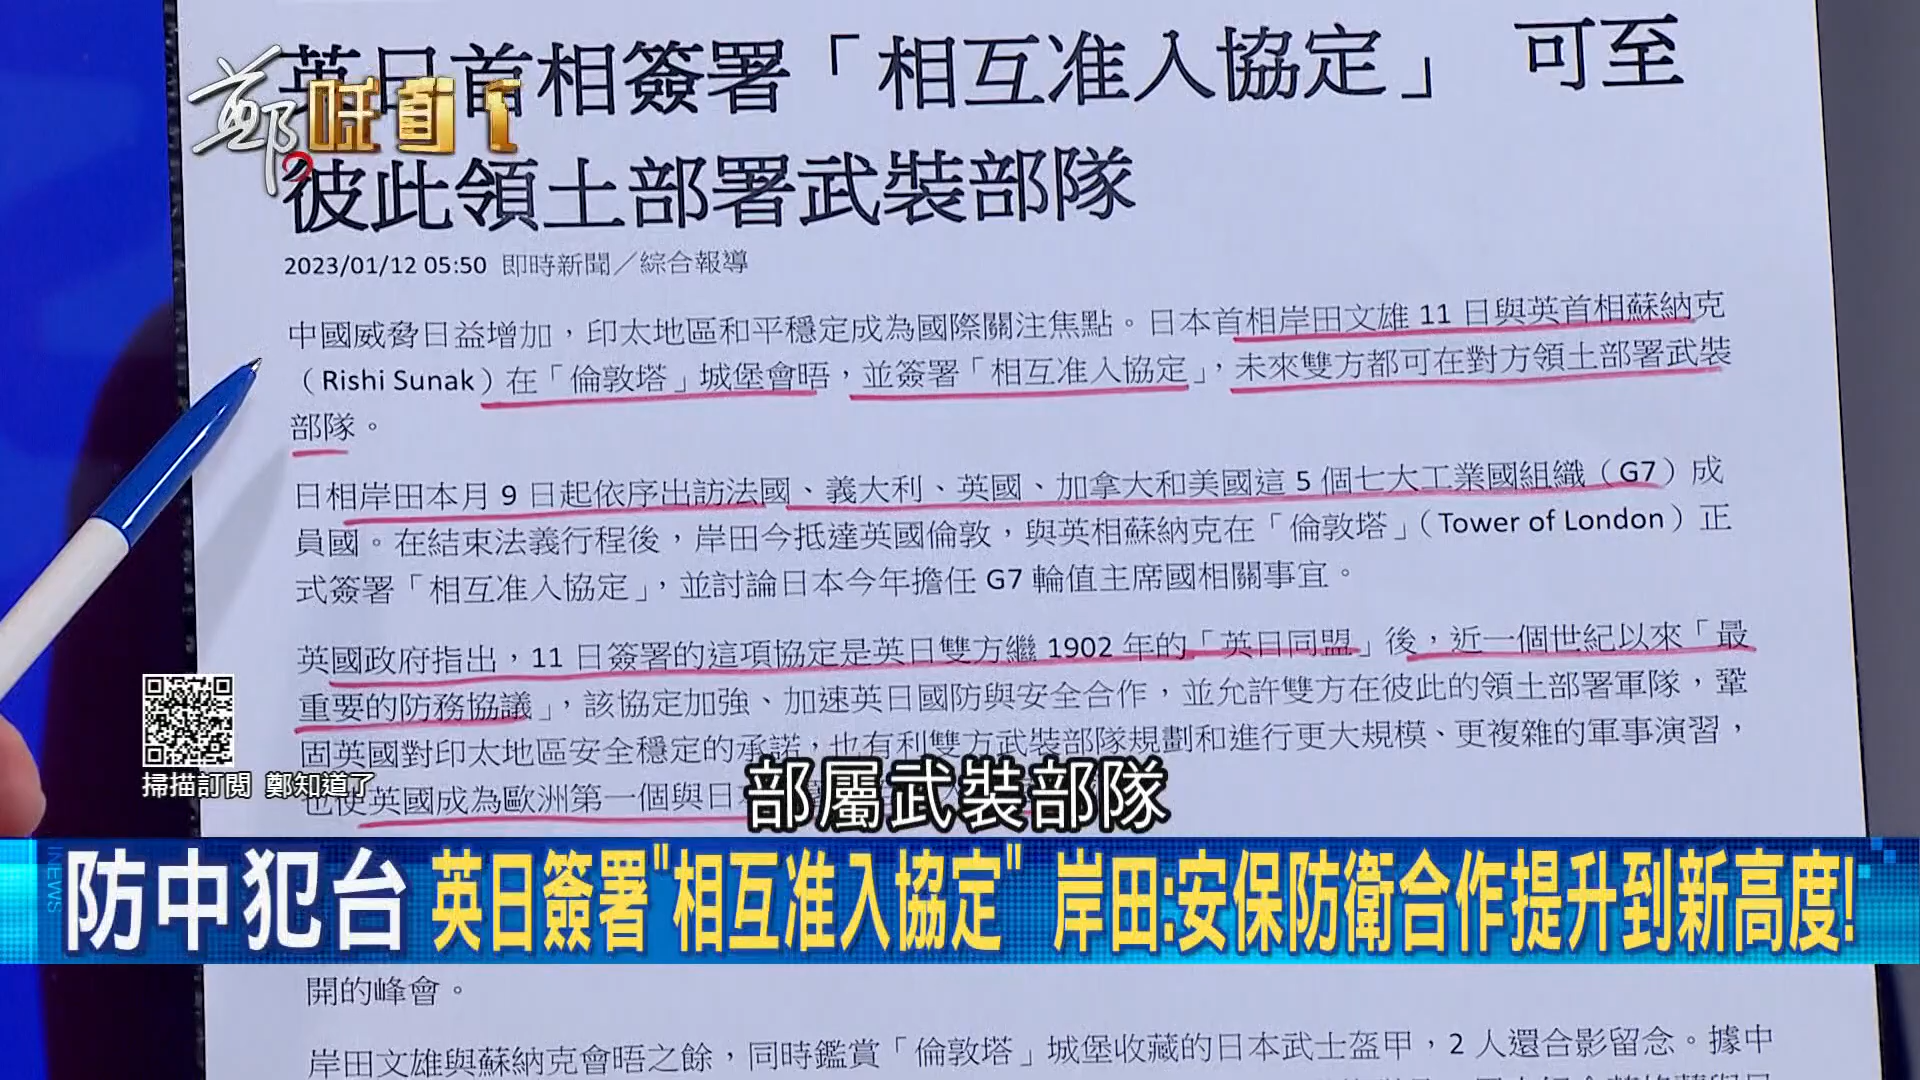 英日首相簽署「相互准入協定」 可至
彼此領土部署武裝部隊
2023/01/12 05:50 即時新聞／綜合報導
中國威脅日益增加，印太地區和平穩定成為國際關注焦點。日本首相岸田文雄 11 日與英首相蘇納克
（Rishi Sunak）在「倫敦塔」城堡會晤，並簽署「相互准入協定」，未來雙方都可在對方領土部署武裝
部隊。
日相岸田本月 9 日起依序出訪法國、義大利、英國、加拿大和美國這 5 個七大工業國組織（G7）成
員國。在結束法義行程後，岸田今抵達英國倫敦，與英相蘇納克在「倫敦塔」（Tower of London）正
式簽署「相互准入協定」，並討論日本今年擔任 G7 輪值主席國相關事宜。
英國政府指出，11 日簽署的這項協定是英日雙方繼 1902 年的「英日同盟」後，近一個世紀以來「最
重要的防務協議」，該協定加強、加速英日國防與安全合作，並允許雙方在彼此的領土部署軍隊，鞏
固英國對印太地區安全穩定的承諾，也有利雙方武裝部隊規劃和進行更大規模、更複雜的軍事演習，
也使英國成為歐洲第一個與日
掃描訂閱 鄭知道了
部屬武裝部隊
INEWS
防中犯台 英日簽署"相互准入協定" 岸田:安保防衛合作提升到新高度!
開的峰會。
岸田文雄與蘇納克會晤之餘，同時鑑賞「倫敦塔」城堡收藏的日本武士盔甲，2 人還合影留念。據中